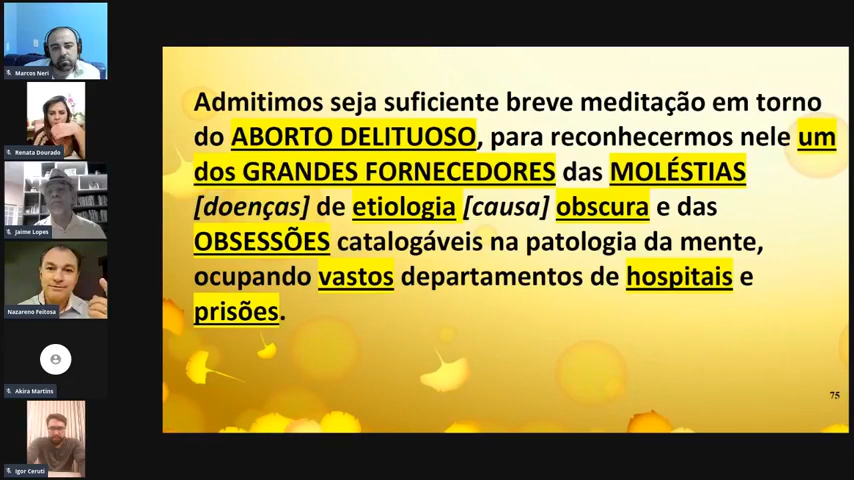 Marcos Neri
Renata Dourado
Jaime Lopes
Nazareno Feitosa
Akira Martins
Igor Ceruti
Admitimos seja suficiente breve meditação em torno
do ABORTO DELITUOSO, para reconhecermos nele um
dos GRANDES FORNECEDORES das MOLÉSTIAS
[doenças] de etiologia [causa] obscura e das
OBSESSÕES catalogáveis na patologia da mente,
ocupando vastos departamentos de hospitais e
prisões.
75